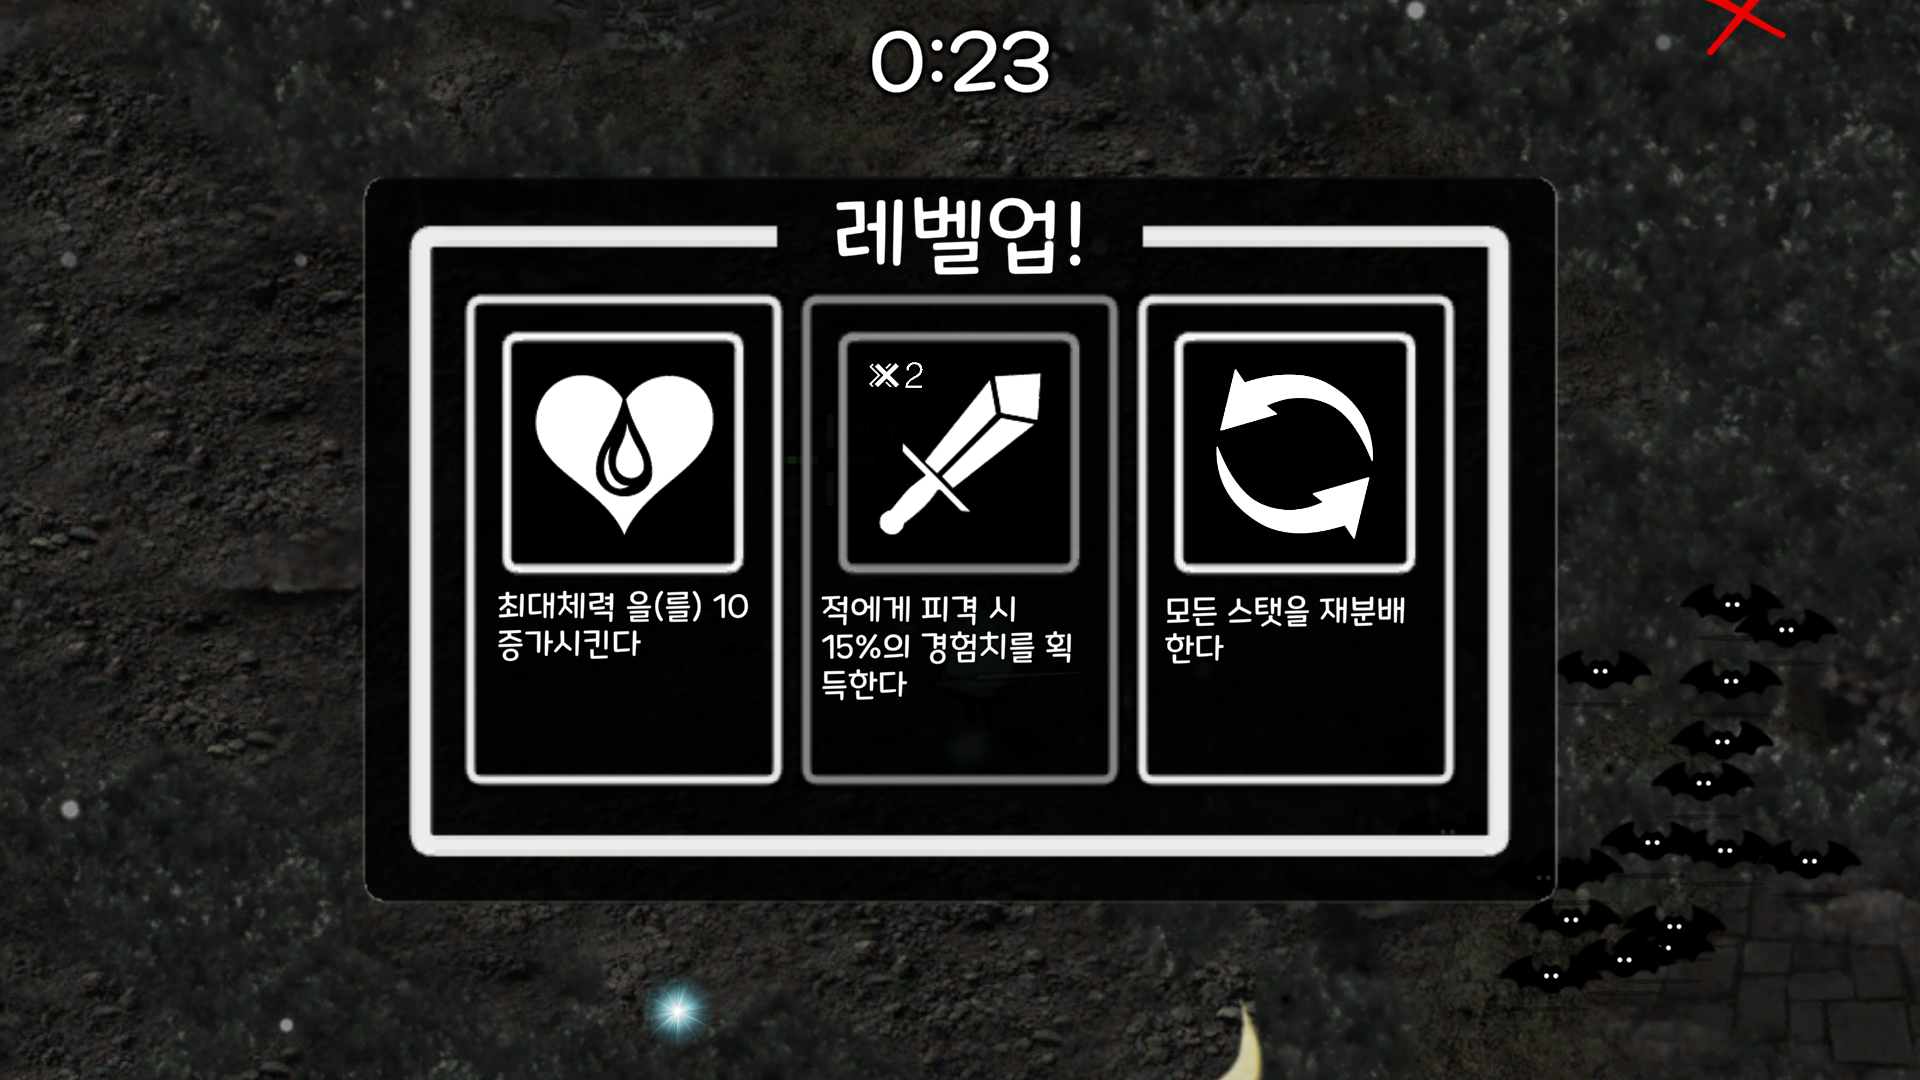 0:23
레벨업!
2
최대체력 을(를) 10
증가시킨다
적에게 피격 시
15%의 경험치를 획
득한다
모든 스탯을 재분배
한다